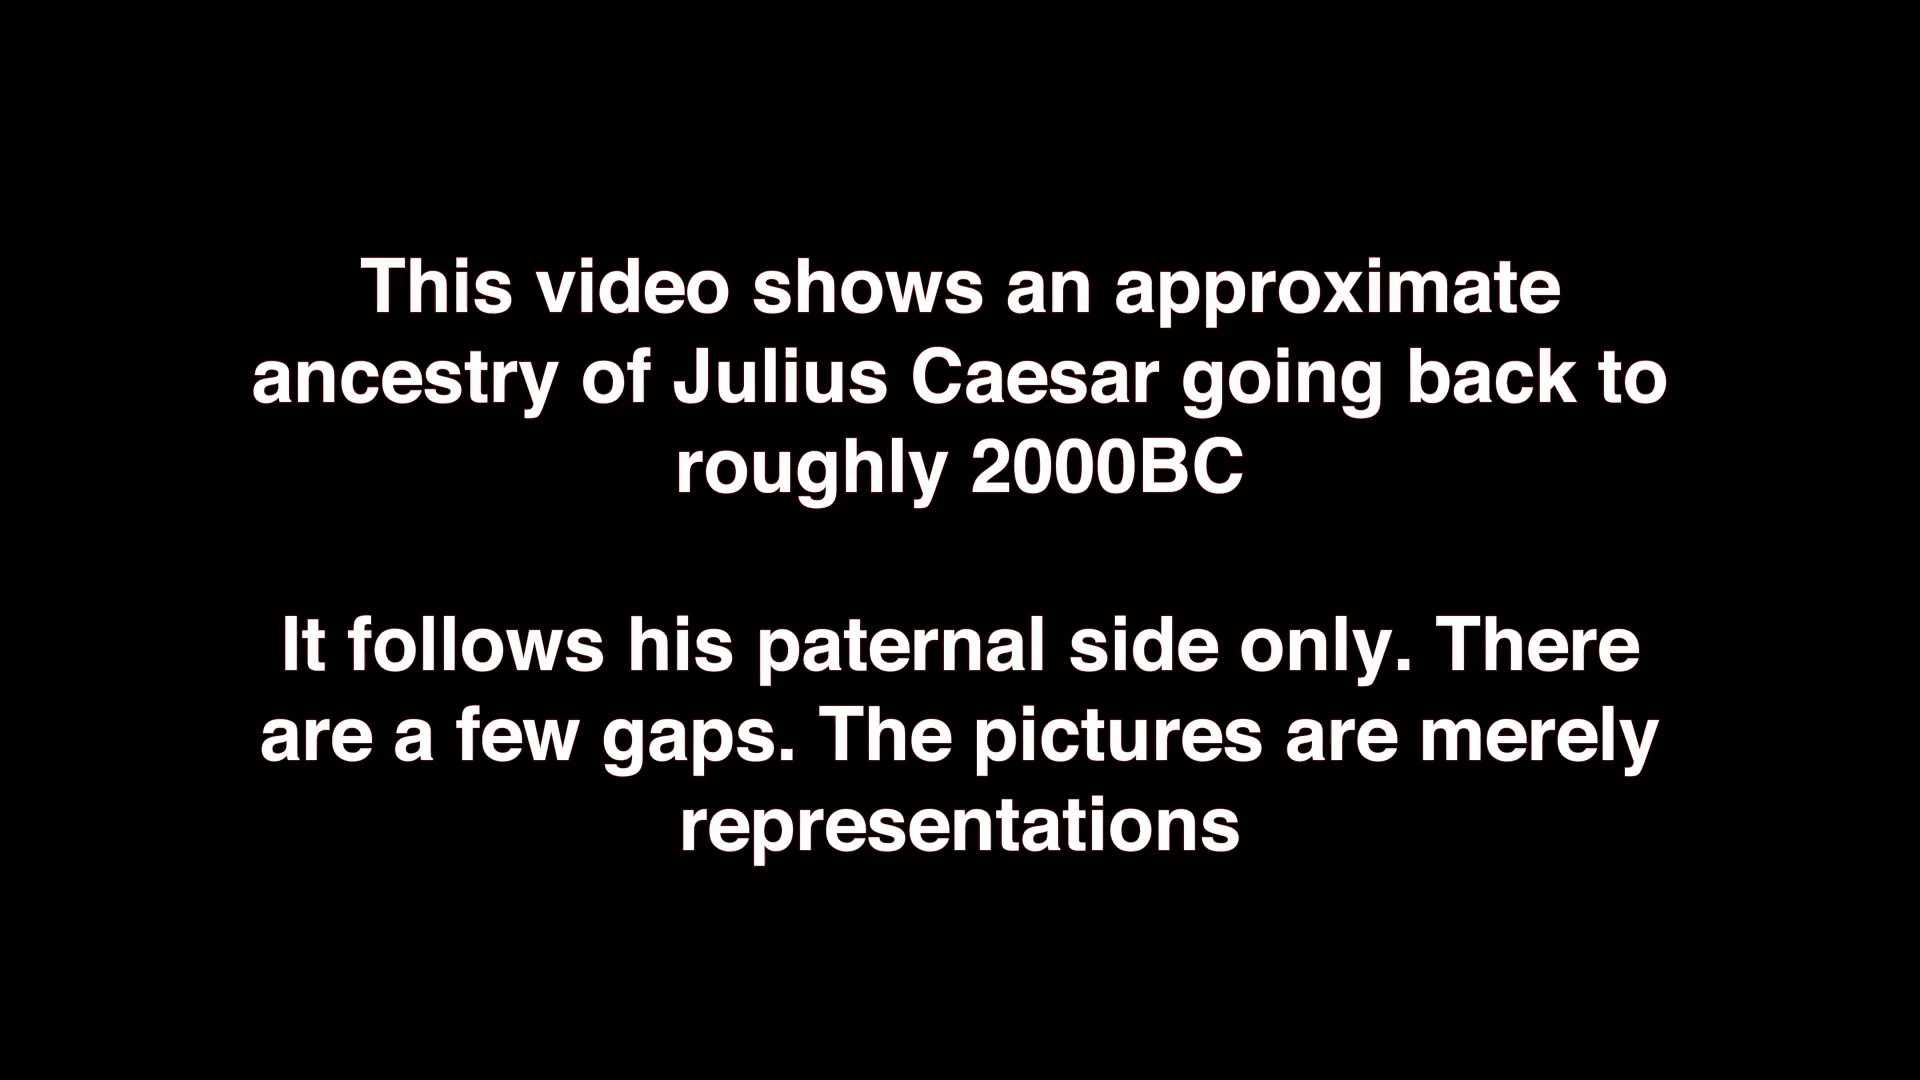 This video shows an approximate
ancestry of Julius Caesar going back to
roughly 2000BC
It follows his paternal side only. There
are a few gaps. The pictures are merely
representations